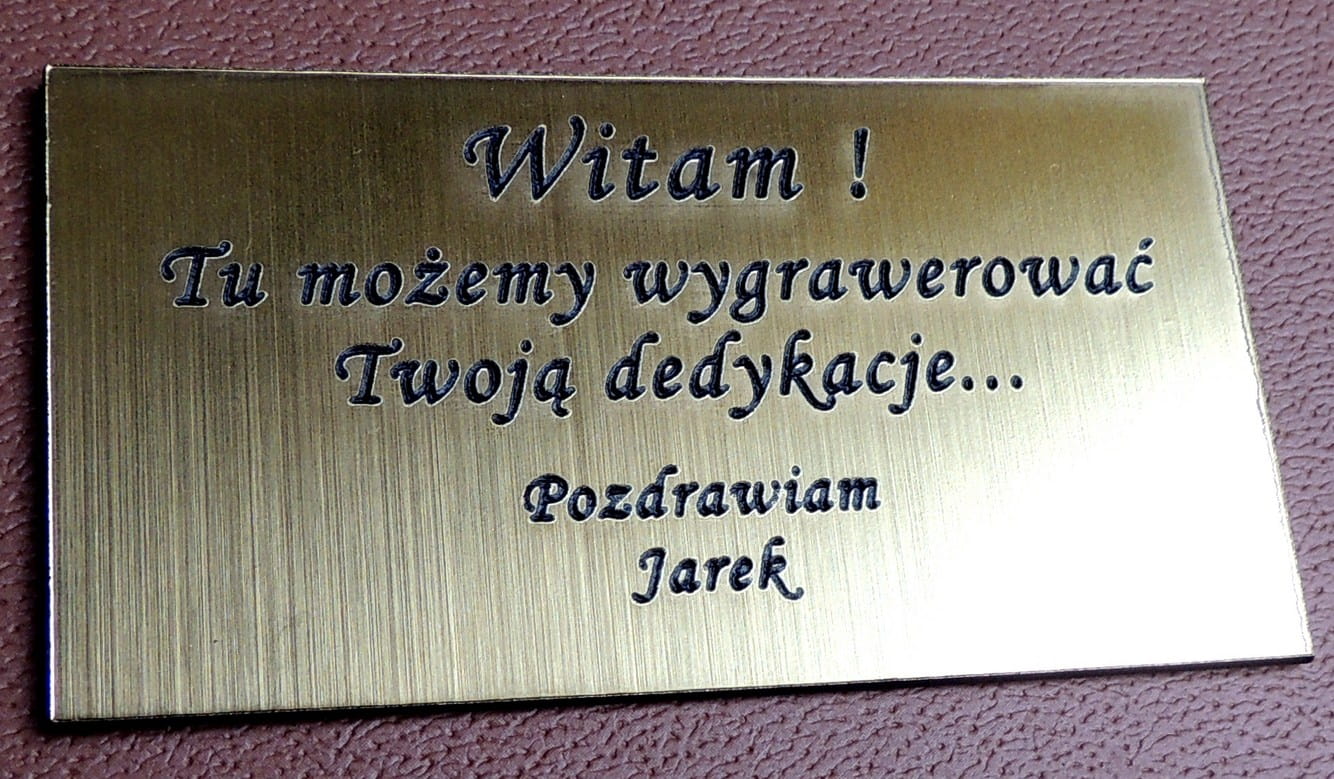 Witam !
Tu możemy wygrawerować
Twoją dedykacje...
Pozdrawiam
Jarek